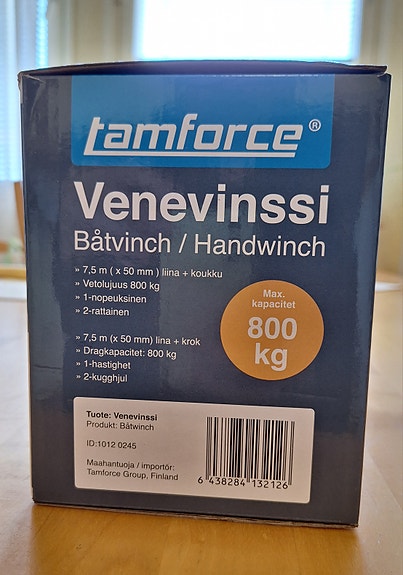 tamforce®
Venevinssi
Båtvinch / Handwinch
» 7,5 m ( x 50 mm ) liina + koukku
» Vetolujuus 800 kg
» 1-nopeuksinen
» 2-rattainen
» 7,5 m (x 50 mm) lina + krok
» Dragkapacitet: 800 kg
» 1-hastighet
» 2-kugghjul
Max.
kapacitet
800
kg
Tuote: Venevinssi
Produkt: Båtwinch
ID:1012 0245
Maahantuoja / importör:
Tamforce Group, Finland
6 438284 132126